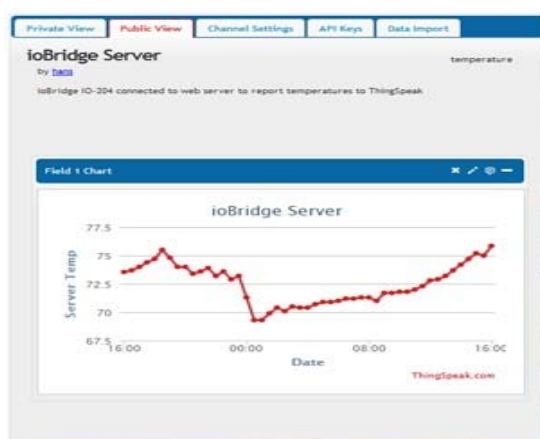 Private View Public View Channel Settings API Keys Data Import
ioBridge Server
temperature
by hans
ioBridge IO-204 connected to web server to report temperatures to ThingSpeak
Field 1 Chart
ioBridge Server
77.5
75
72.5
70
67.5
Server Temp
16:00 00:00 08:00 16:00
Date
ThingSpeak.com